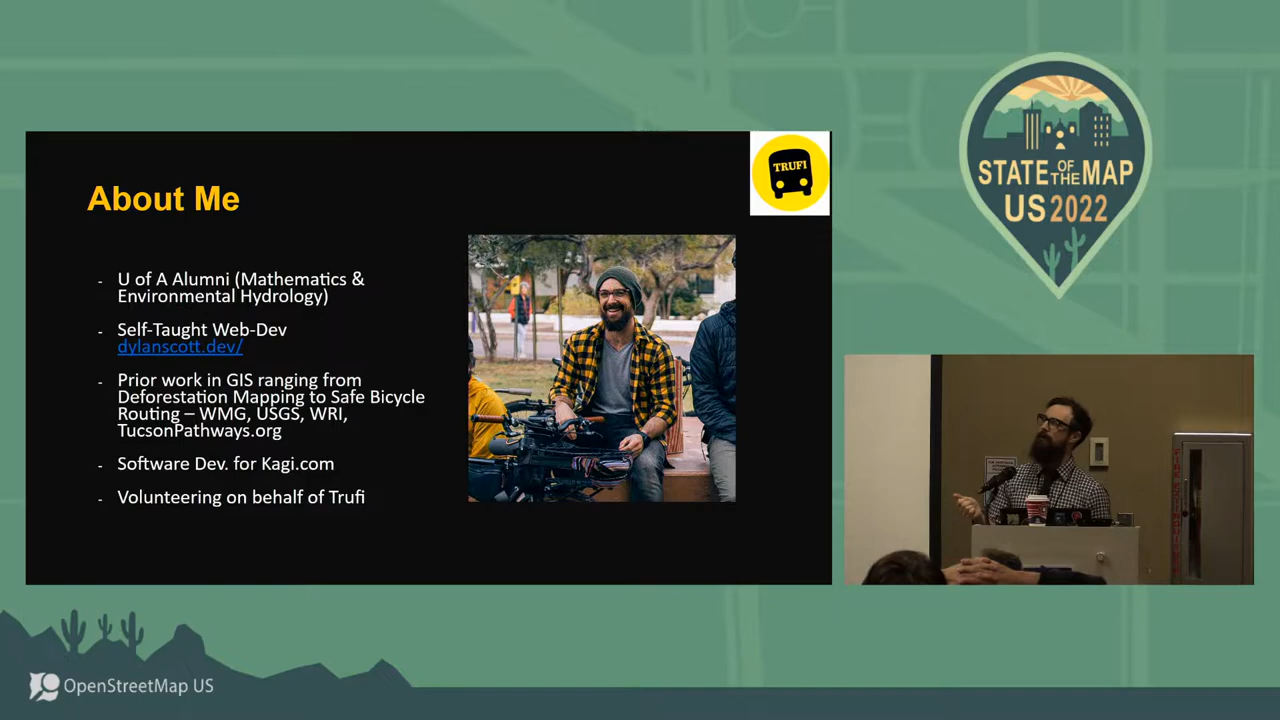 TRUFI
About Me
- U of A Alumni (Mathematics &
Environmental Hydrology)
- Self-Taught Web-Dev
dylanscott.dev/
- Prior work in GIS ranging from
Deforestation Mapping to Safe Bicycle
Routing – WMG, USGS, WRI,
TucsonPathways.org
- Software Dev. for Kagi.com
- Volunteering on behalf of Trufi
STATE OF THE MAP
US 2022
OpenStreetMap US